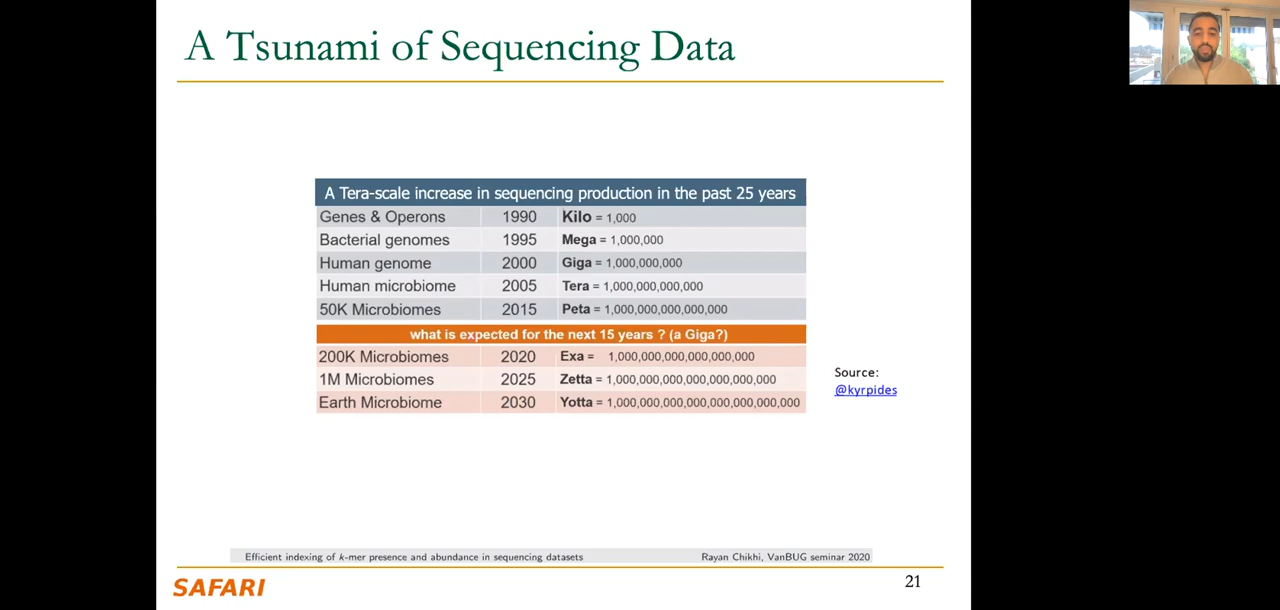 A Tsunami of Sequencing Data
A Tera-scale increase in sequencing production in the past 25 years
Genes & Operons 1990 Kilo = 1,000
Bacterial genomes 1995 Mega = 1,000,000
Human genome 2000 Giga = 1,000,000,000
Human microbiome 2005 Tera = 1,000,000,000,000
50K Microbiomes 2015 Peta = 1,000,000,000,000,000
what is expected for the next 15 years ? (a Giga?)
200K Microbiomes 2020 Exa = 1,000,000,000,000,000,000
1M Microbiomes 2025 Zetta = 1,000,000,000,000,000,000,000
Earth Microbiome 2030 Yotta = 1,000,000,000,000,000,000,000,000
Source:
@kyrpides
Efficient indexing of k-mer presence and abundance in sequencing datasets Rayan Chikhi, VanBUG seminar 2020
SAFARI 21